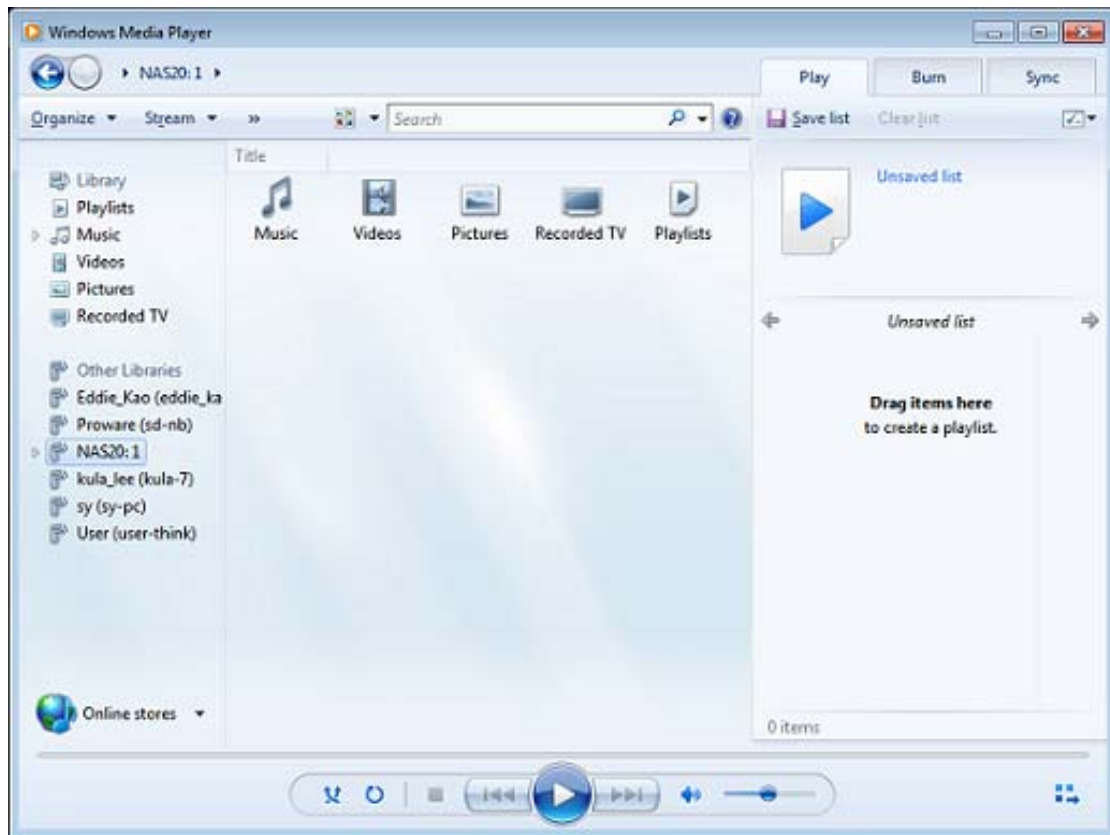 Windows Media Player
NAS20:1
Play
Burn
Sync
Organize
Stream
»
Search
Save list
Clear list
Title
Library
Playlists
Music
Videos
Pictures
Recorded TV
Music
Videos
Pictures
Recorded TV
Playlists
Other Libraries
Eddie_Kao (eddie_ka
Proware (sd-nb)
NAS20:1
kula_lee (kula-7)
sy (sy-pc)
User (user-think)
Online stores
Unsaved list
Unsaved list
Drag items here
to create a playlist.
0 items